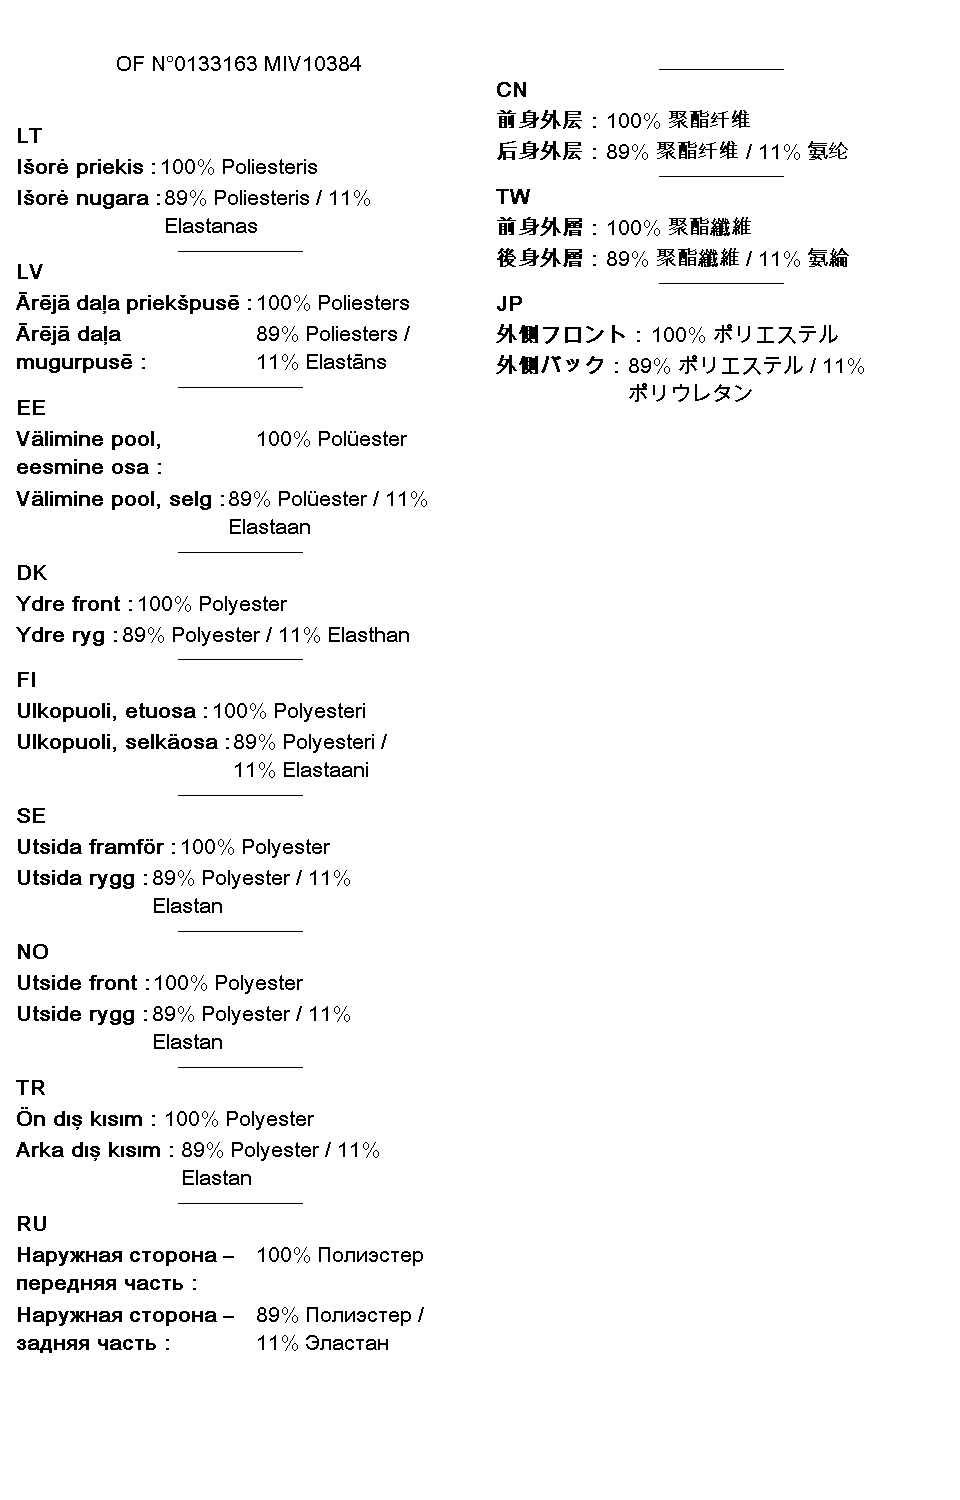 OF N°0133163 MIV10384
LT
Išorė priekis : 100% Poliesteris
Išorė nugara : 89% Poliesteris / 11%
Elastanas
LV
Ārējā daļa priekšpusē : 100% Poliesters
Ārējā daļa 89% Poliesters /
mugurpusē : 11% Elastāns
EE
Välimine pool, 100% Polüester
eesmine osa :
Välimine pool, selg : 89% Polüester / 11%
Elastaan
DK
Ydre front : 100% Polyester
Ydre ryg : 89% Polyester / 11% Elasthan
FI
Ulkopuoli, etuosa : 100% Polyesteri
Ulkopuoli, selkäosa : 89% Polyesteri /
11% Elastaani
SE
Utsida framför : 100% Polyester
Utsida rygg : 89% Polyester / 11%
Elastan
NO
Utside front : 100% Polyester
Utside rygg : 89% Polyester / 11%
Elastan
TR
Ön dış kısım : 100% Polyester
Arka dış kısım : 89% Polyester / 11%
Elastan
RU
Наружная сторона – 100% Полиэстер
передняя часть :
Наружная сторона – 89% Полиэстер /
задняя часть : 11% Эластан
CN
前身外层 : 100% 聚酯纤维
后身外层 : 89% 聚酯纤维 / 11% 氨纶
TW
前身外層 : 100% 聚酯纖維
後身外層 : 89% 聚酯纖維 / 11% 氨綸
JP
外側フロント : 100% ポリエステル
外側バック : 89% ポリエステル / 11%
ポリウレタン